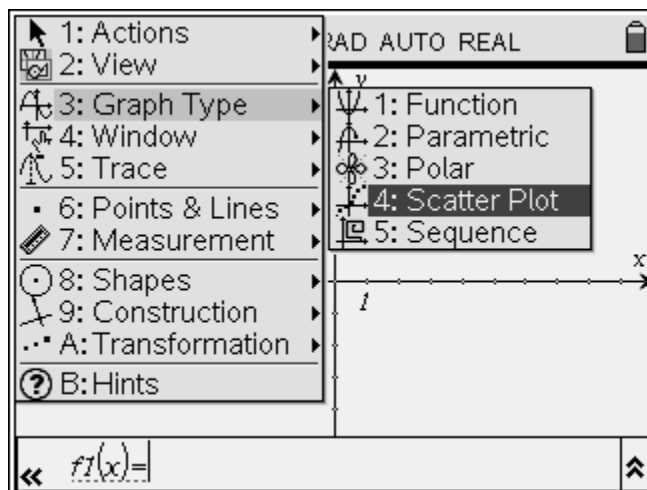 1: Actions
2: View
3: Graph Type
4: Window
5: Trace
6: Points & Lines
7: Measurement
8: Shapes
9: Construction
A: Transformation
B: Hints
RAD AUTO REAL
y
1: Function
2: Parametric
3: Polar
4: Scatter Plot
5: Sequence
x
1
f1(x)=